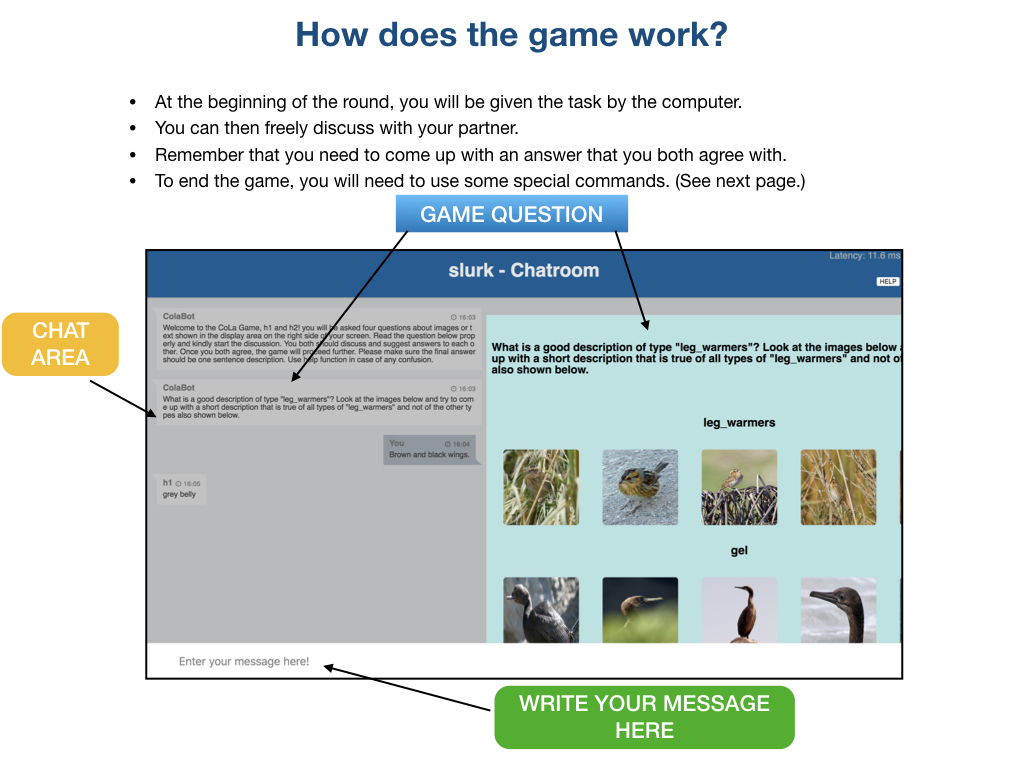 How does the game work?
• At the beginning of the round, you will be given the task by the computer.
• You can then freely discuss with your partner.
• Remember that you need to come up with an answer that you both agree with.
• To end the game, you will need to use some special commands. (See next page.)
GAME QUESTION
CHAT
AREA
slurk - Chatroom
Latency: 11.6 ms
HELP
ColaBot 16:03
Welcome to the CoLa Game, h1 and h2! you will be asked four questions about images or t
ext shown in the display area on the right side of your screen. Read the question below prop
erly and kindly start the discussion. You both should discuss and suggest answers to each o
ther. Once you both agree, the game will proceed further. Please make sure the final answer
should be one sentence description. Use help function in case of any confusion.
ColaBot 16:03
What is a good description of type "leg_warmers"? Look at the images below and try to com
e up with a short description that is true of all types of "leg_warmers" and not of the other ty
pes also shown below.
You 16:04
Brown and black wings.
h1 16:05
grey belly
What is a good description of type "leg_warmers"? Look at the images below a
up with a short description that is true of all types of "leg_warmers" and not o
also shown below.
leg_warmers
gel
Enter your message here!
WRITE YOUR MESSAGE
HERE